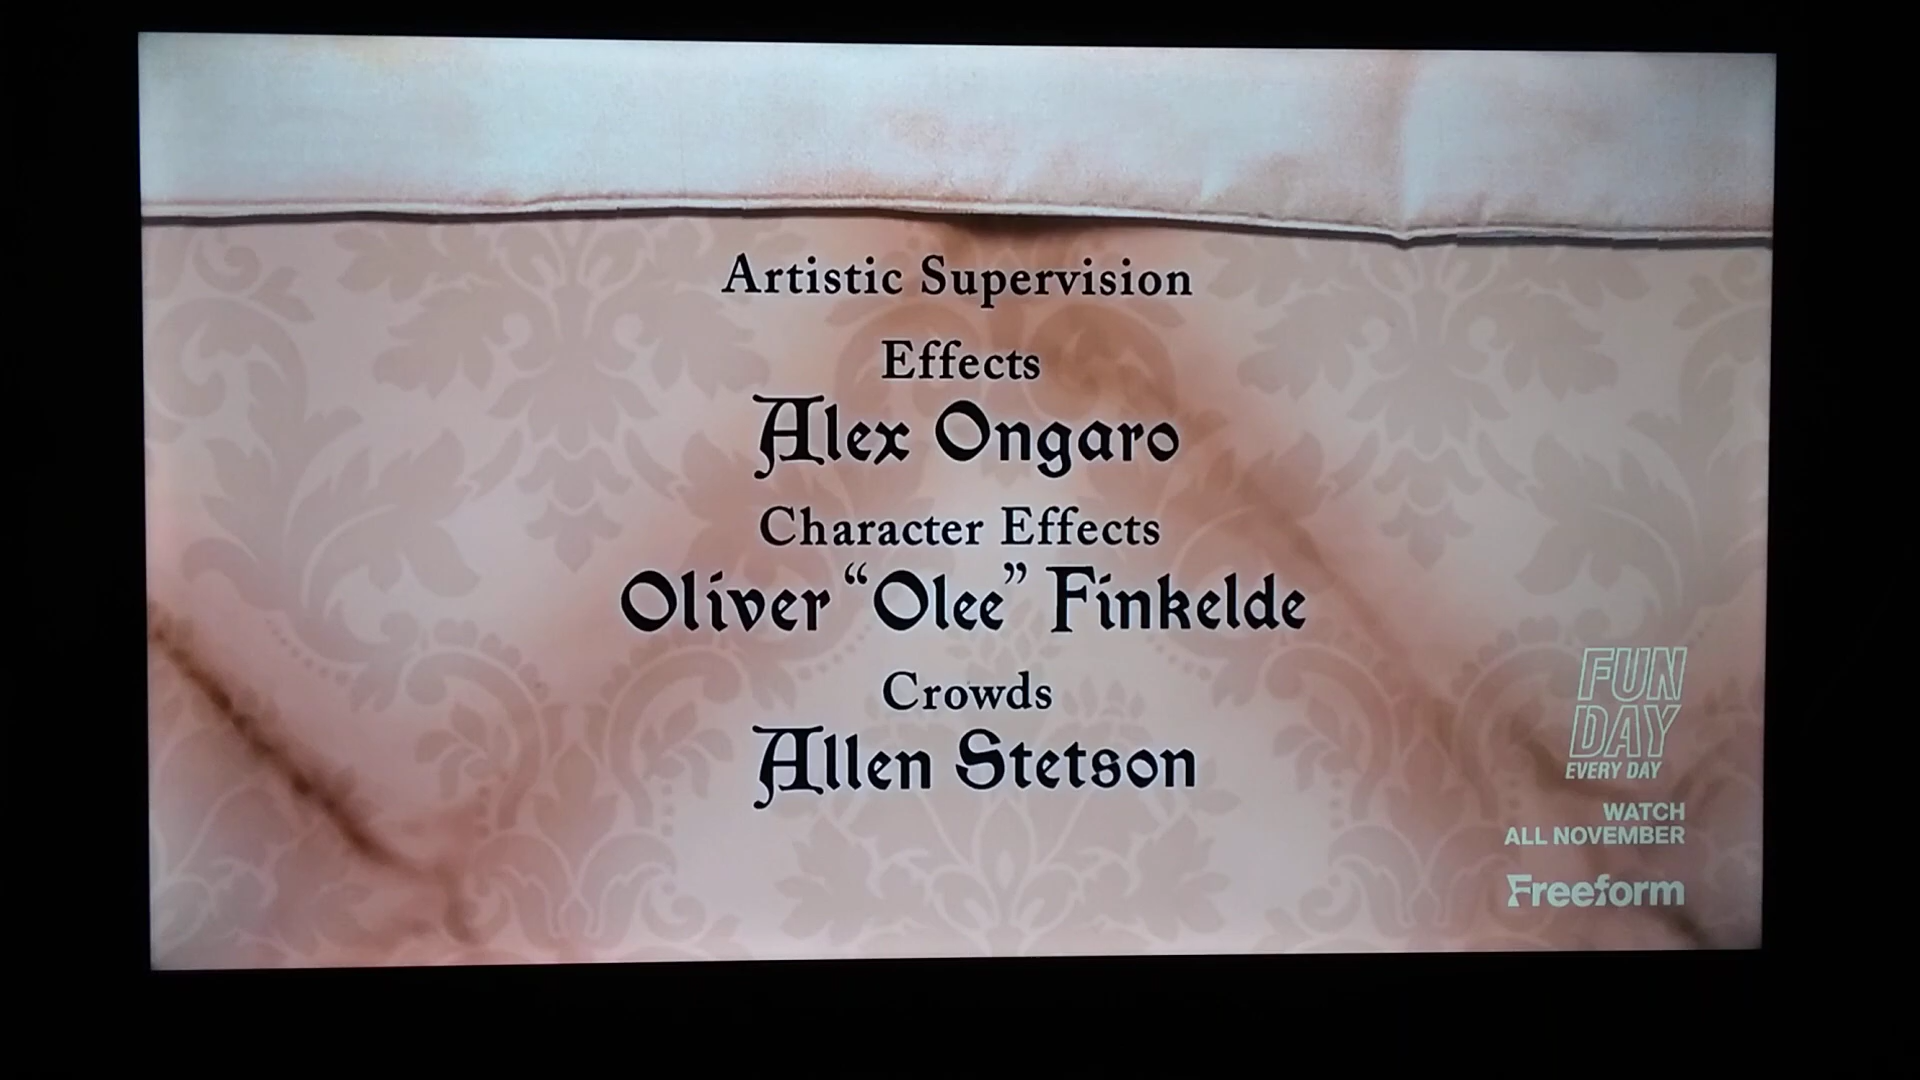 Artistic Supervision
Effects
Alex Ongaro
Character Effects
Oliver “Olee” Finkelde
Crowds
Allen Stetson
FUN
DAY
EVERY DAY
WATCH
ALL NOVEMBER
Freeform